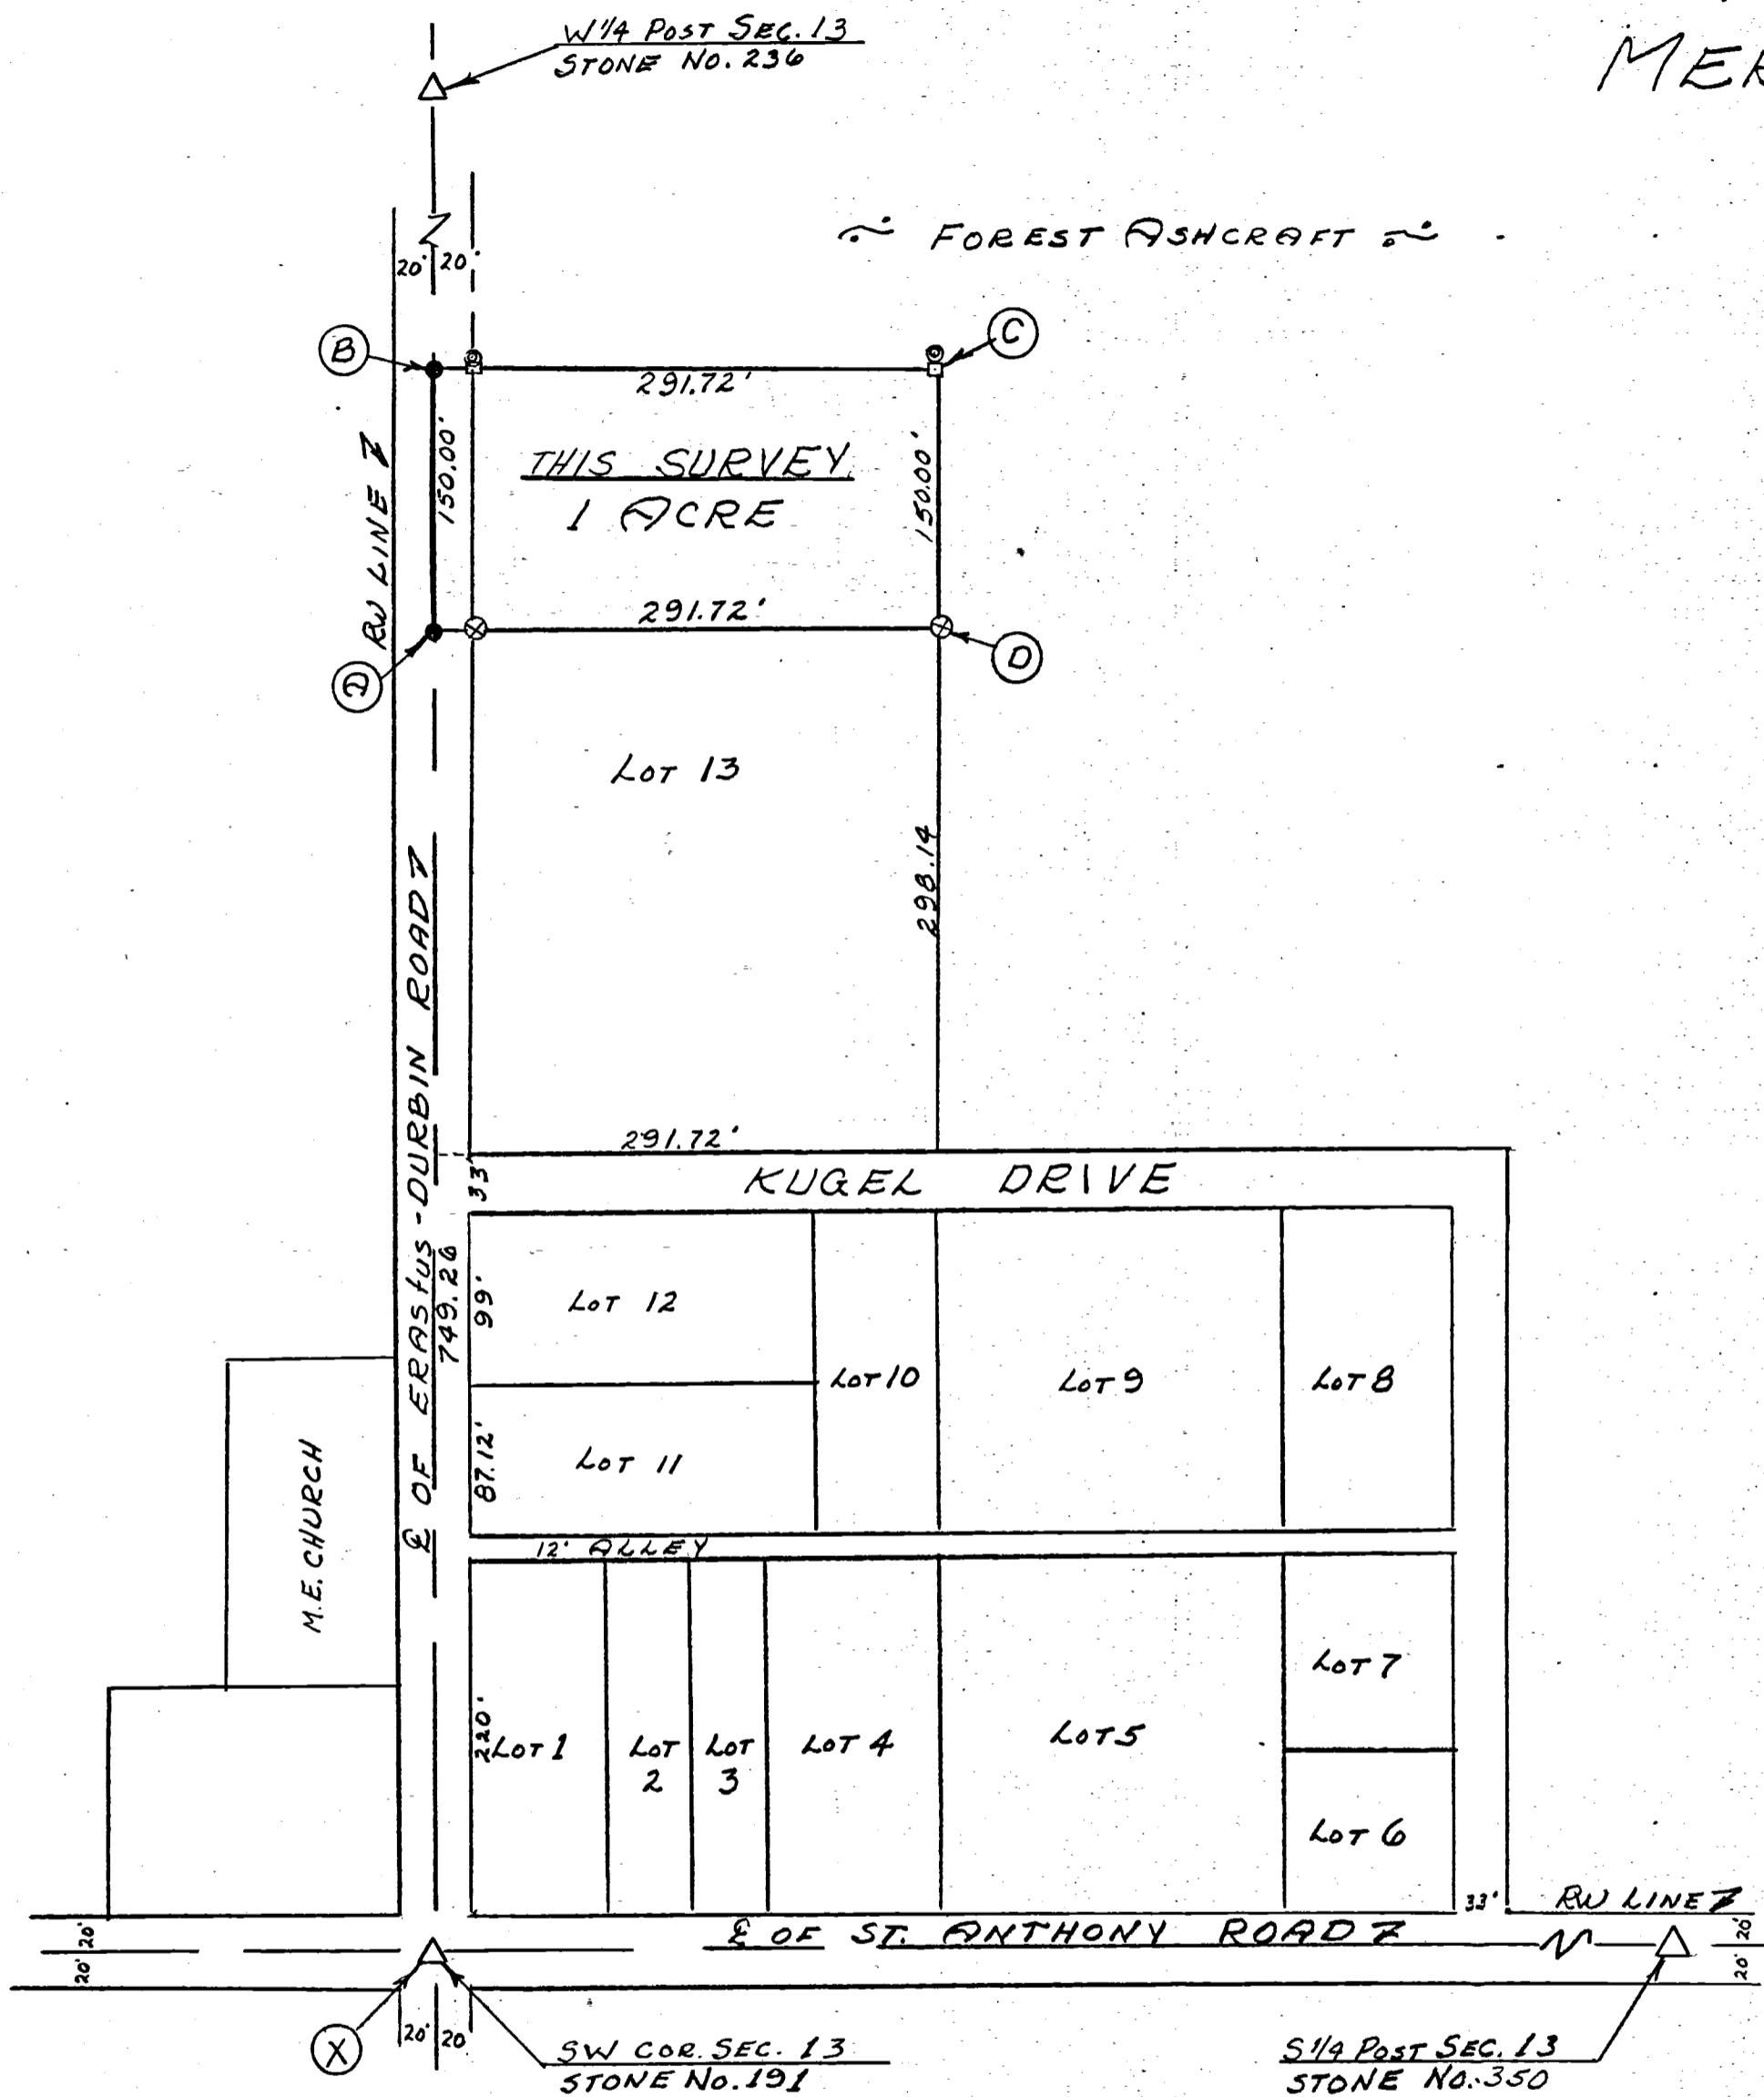 W 1/4 POST SEC. 13
STONE NO. 236
MER
FOREST ASHCRAFT
20' 20'
B
C
291.72'
150.00'
THIS SURVEY
1 ACRE
150.00'
RW LINE
291.72'
A
D
LOT 13
298.14
291.72'
33'
KUGEL DRIVE
℄ OF ERASTUS-DURBIN ROAD
749.26
99'
LOT 12
LOT 10
LOT 9
LOT 8
87.12'
LOT 11
M.E. CHURCH
12' ALLEY
220'
LOT 1
LOT
2
LOT
3
LOT 4
LOT 5
LOT 7
LOT 6
33'
RW LINE
℄ OF ST. ANTHONY ROAD
20' 20'
20' 20'
X
20' 20
SW COR. SEC. 13
STONE No. 191
S 1/4 POST SEC. 13
STONE NO. 350